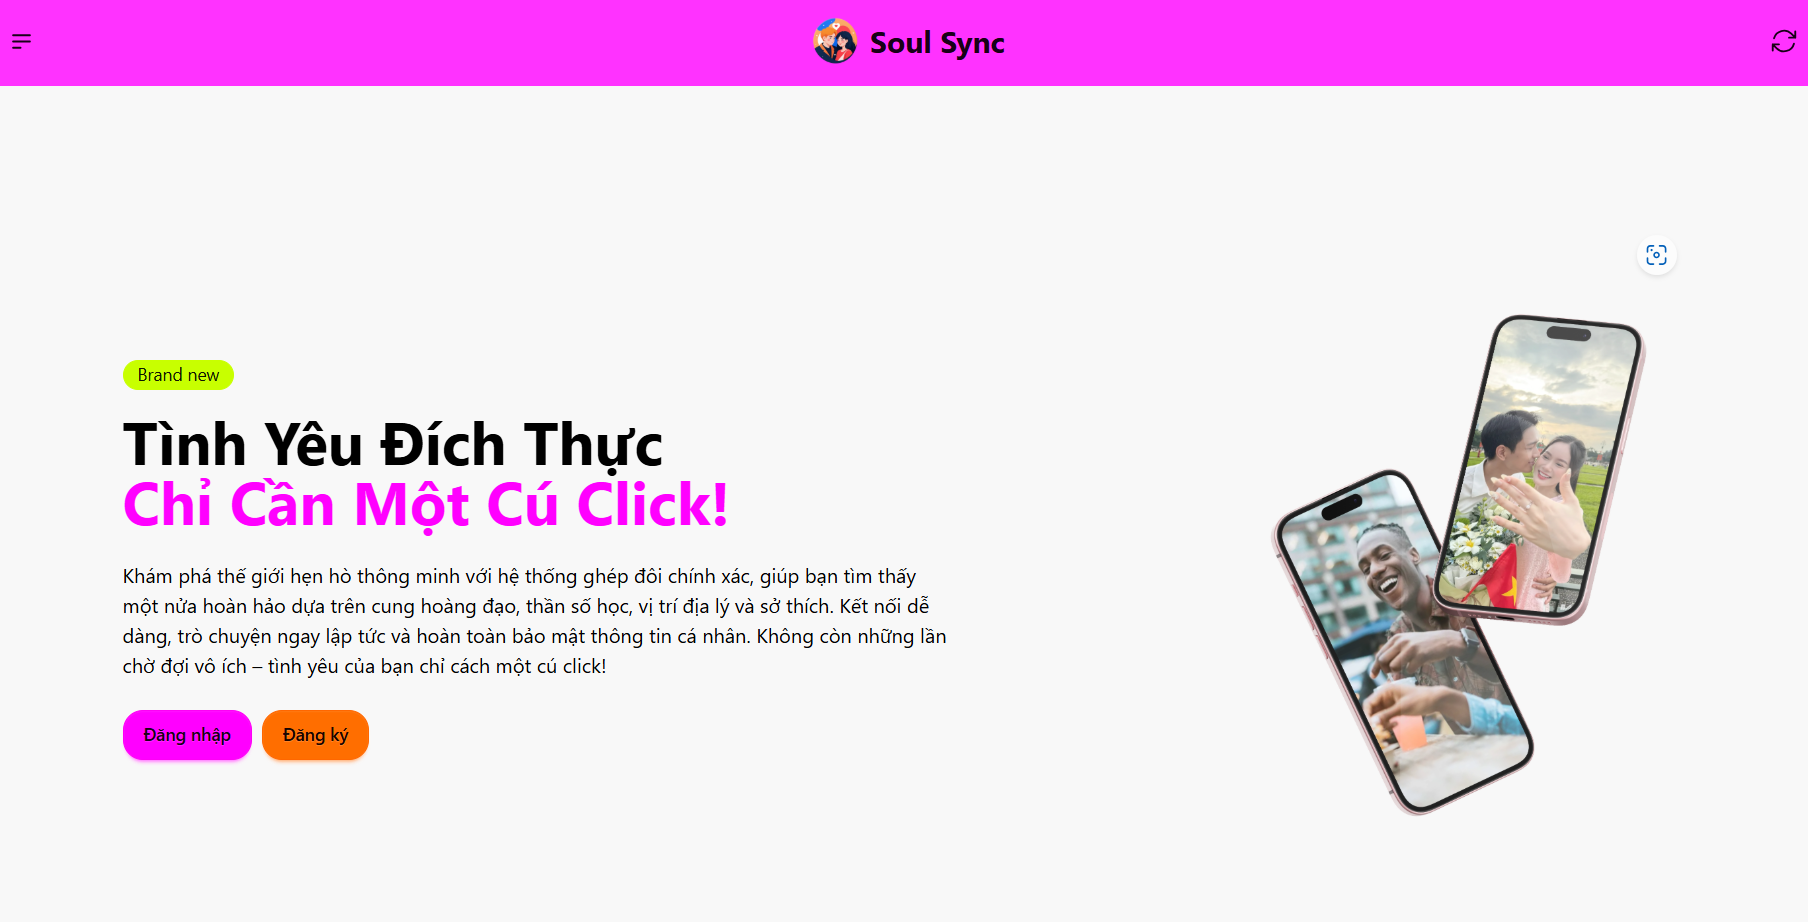 Soul Sync
Brand new
Tình Yêu Đích Thực
Chỉ Cần Một Cú Click!
Khám phá thế giới hẹn hò thông minh với hệ thống ghép đôi chính xác, giúp bạn tìm thấy
một nửa hoàn hảo dựa trên cung hoàng đạo, thần số học, vị trí địa lý và sở thích. Kết nối dễ
dàng, trò chuyện ngay lập tức và hoàn toàn bảo mật thông tin cá nhân. Không còn những lần
chờ đợi vô ích – tình yêu của bạn chỉ cách một cú click!
Đăng nhập Đăng ký